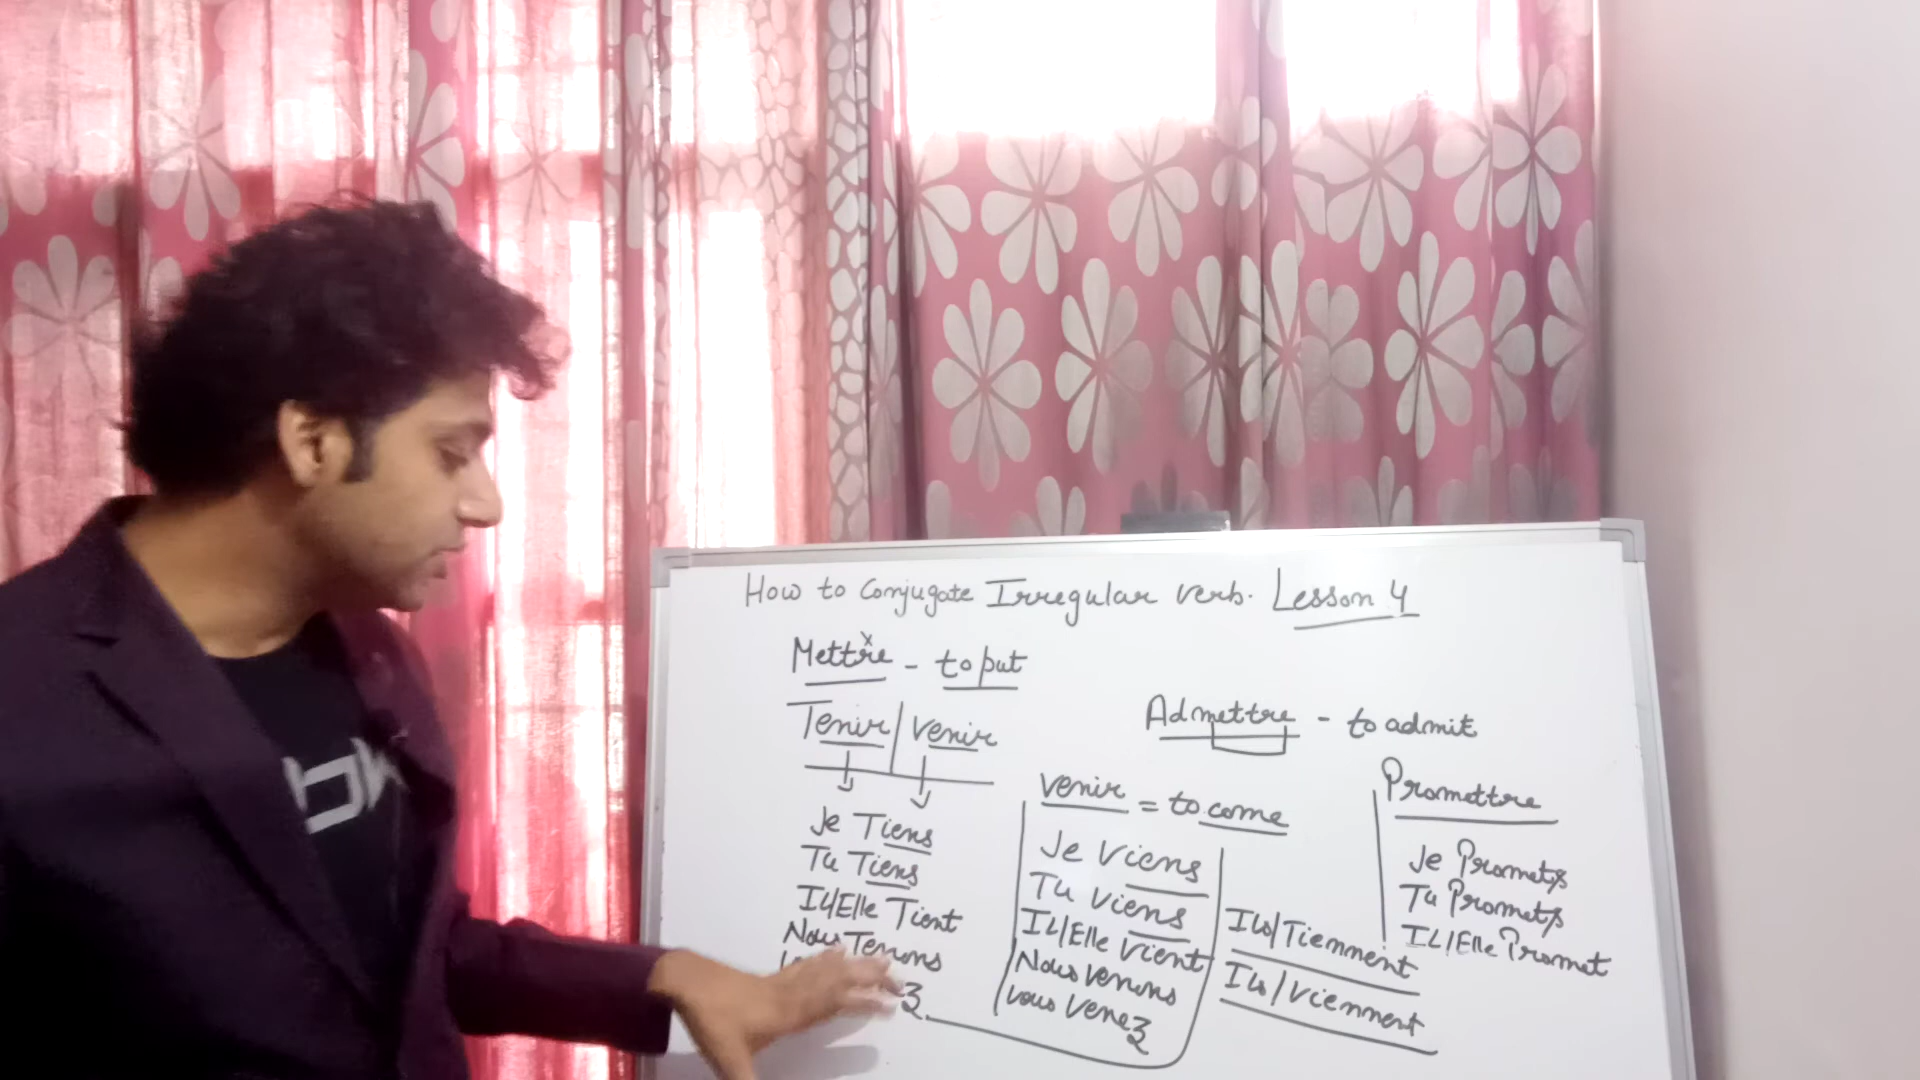 How to Conjugate Irregular verb. Lesson 4
Mettre - to put
Tenir / venir
Je Tiens
Tu Tiens
Il/Elle Tient
Nous Tenons
Admettre - to admit
venir = to come
Je Viens
Tu Viens
IL/Elle Vient
Nous venons
vous venez
Ils/Tiennent
Ils/Viennent
Promettre
Je Promets
Tu Promets
IL/Elle Promet